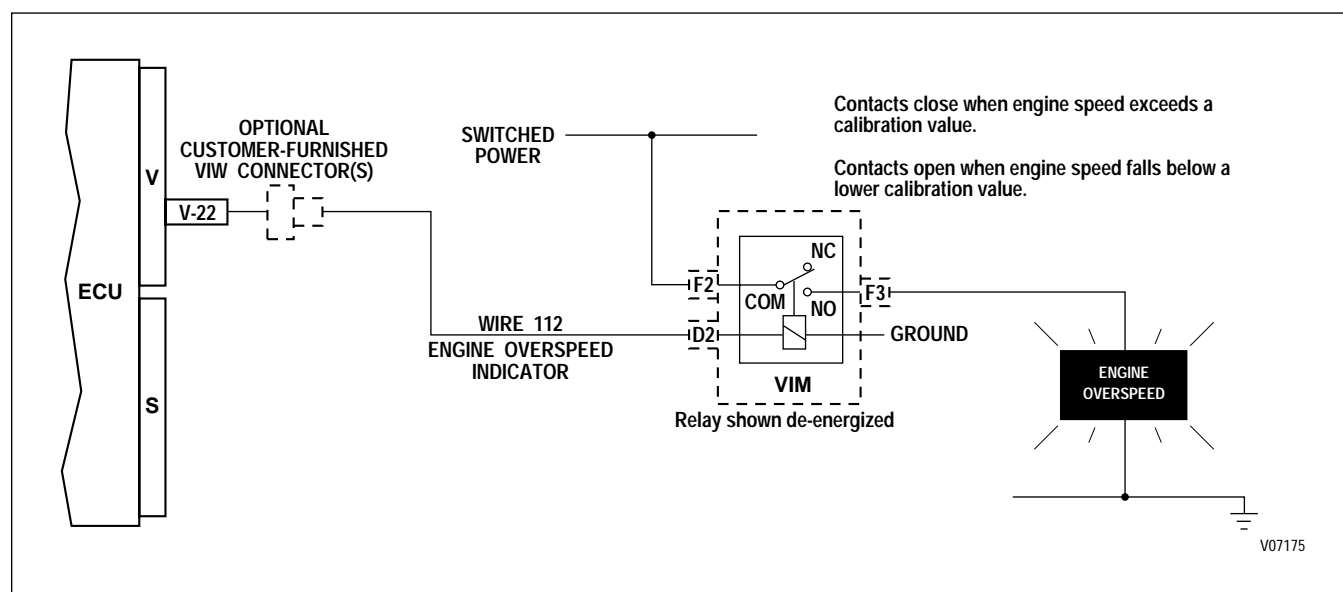 OPTIONAL
CUSTOMER-FURNISHED
VIW CONNECTOR(S)
SWITCHED
POWER
Contacts close when engine speed exceeds a
calibration value.
Contacts open when engine speed falls below a
lower calibration value.
V
V-22
ECU
S
WIRE 112
ENGINE OVERSPEED
INDICATOR
F2
D2
NC
COM
NO
F3
GROUND
VIM
Relay shown de-energized
ENGINE
OVERSPEED
V07175